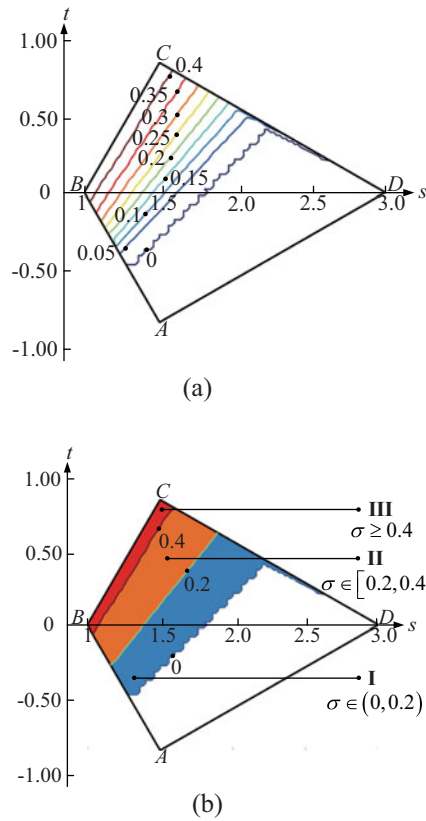 t
1.00
C
0.4
0.35
0.50
0.3
0.25
0.2
0.15
B
D
0
s
1
0.1
1.5
2.0
2.5
3.0
0.05
0
-0.50
A
-1.00
(a)
t
1.00
C
III
0.4
σ ≥ 0.4
0.50
II
0.2
σ ∈ [0.2, 0.4
B
D
0
s
1
1.5
2.0
2.5
3.0
0
I
-0.50
σ ∈ (0, 0.2)
A
-1.00
(b)